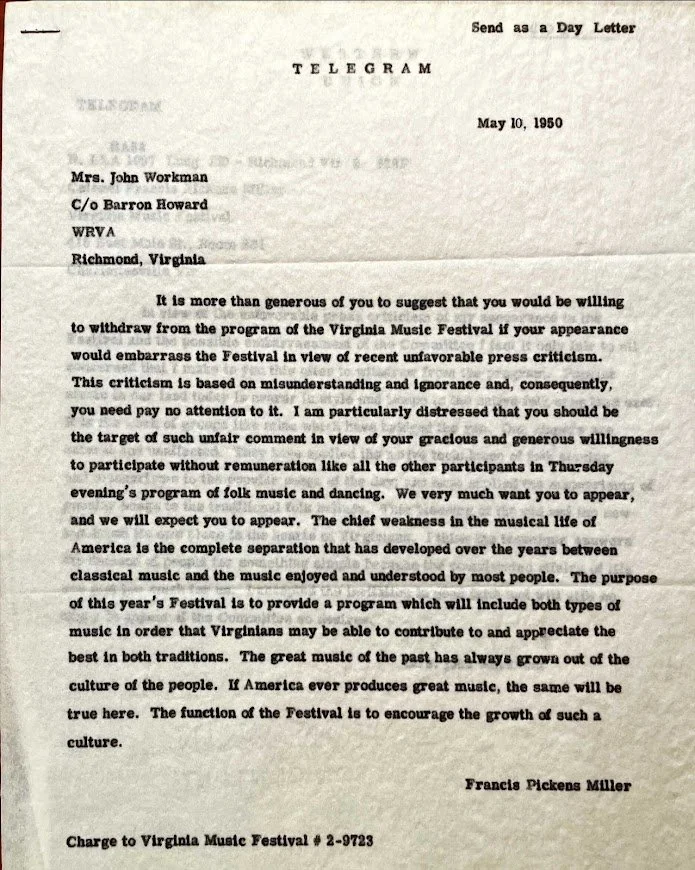 Send as a Day Letter
TELEGRAM
May 10, 1950
TELEGRAM
Mrs. John Workman
C/o Barron Howard
WRVA
Richmond, Virginia
It is more than generous of you to suggest that you would be willing
to withdraw from the program of the Virginia Music Festival if your appearance
would embarrass the Festival in view of recent unfavorable press criticism.
This criticism is based on misunderstanding and ignorance and, consequently,
you need pay no attention to it. I am particularly distressed that you should be
the target of such unfair comment in view of your gracious and generous willingness
to participate without remuneration like all the other participants in Thursday
evening's program of folk music and dancing. We very much want you to appear,
and we will expect you to appear. The chief weakness in the musical life of
America is the complete separation that has developed over the years between
classical music and the music enjoyed and understood by most people. The purpose
of this year's Festival is to provide a program which will include both types of
music in order that Virginians may be able to contribute to and appreciate the
best in both traditions. The great music of the past has always grown out of the
culture of the people. If America ever produces great music, the same will be
true here. The function of the Festival is to encourage the growth of such a
culture.
Francis Pickens Miller
Charge to Virginia Music Festival # 2-9723